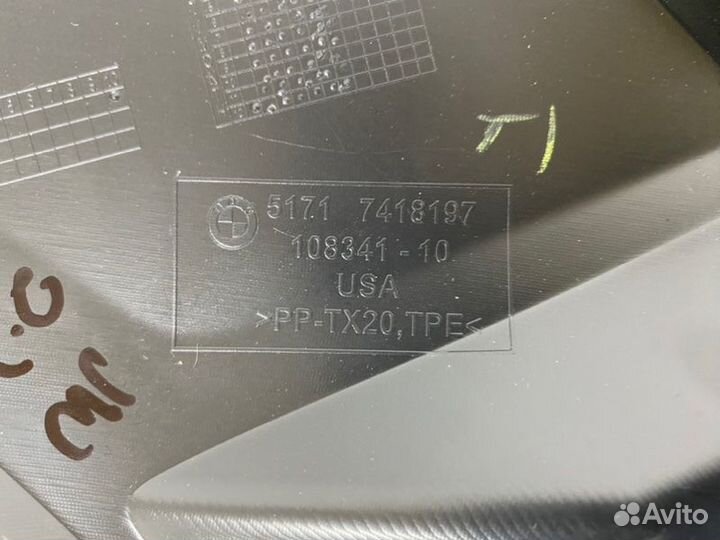 5171 7418197
108341 - 10
USA
>PP-TX20,TPE<
Avito